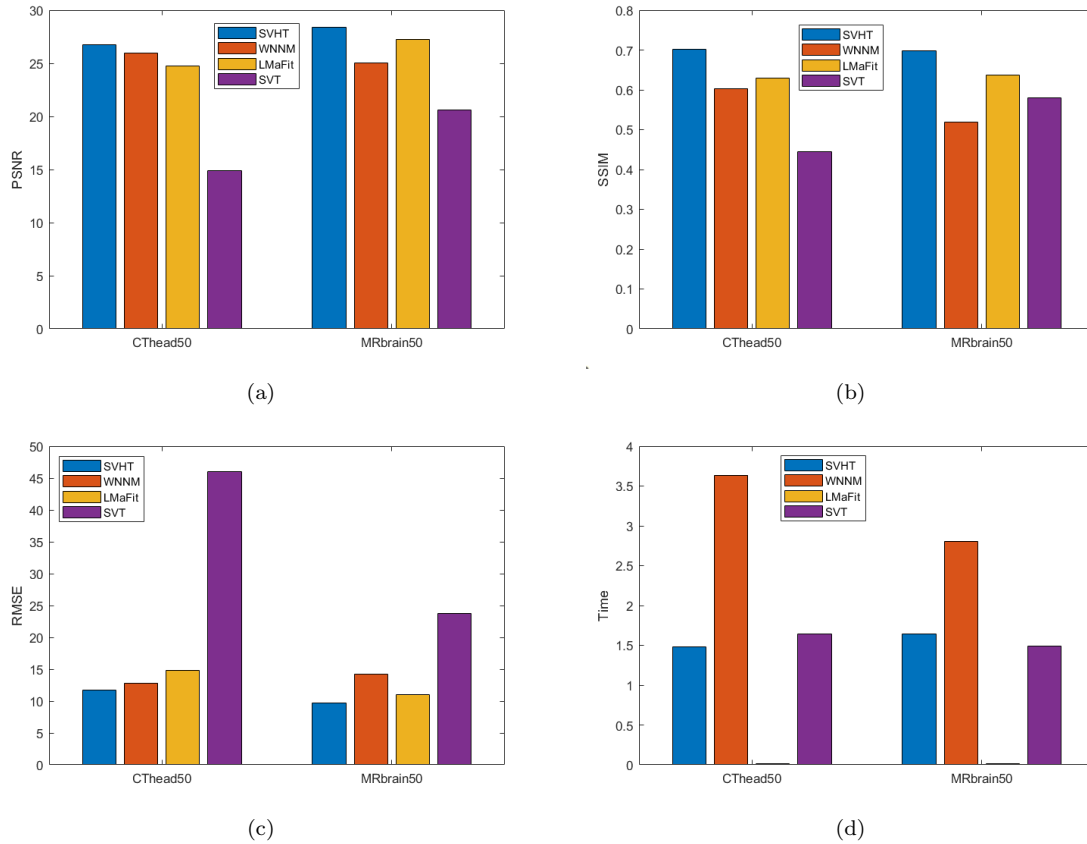 30
25
20
15
10
5
0
PSNR
SVHT
WNNM
LMaFit
SVT
CThead50
MRbrain50
(a)
0.8
0.7
0.6
0.5
0.4
0.3
0.2
0.1
0
SSIM
SVHT
WNNM
LMaFit
SVT
CThead50
MRbrain50
(b)
50
45
40
35
30
25
20
15
10
5
0
RMSE
SVHT
WNNM
LMaFit
SVT
CThead50
MRbrain50
(c)
4
3.5
3
2.5
2
1.5
1
0.5
0
Time
SVHT
WNNM
LMaFit
SVT
CThead50
MRbrain50
(d)